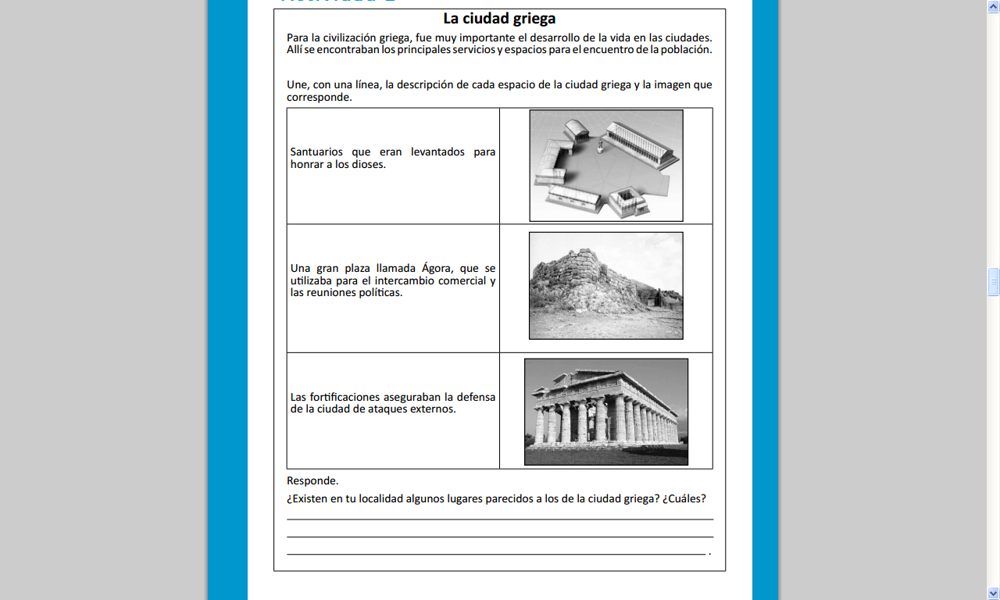 La ciudad griega
Para la civilización griega, fue muy importante el desarrollo de la vida en las ciudades.
Allí se encontraban los principales servicios y espacios para el encuentro de la población.
Une, con una línea, la descripción de cada espacio de la ciudad griega y la imagen que
corresponde.
Santuarios que eran levantados para
honrar a los dioses.
Una gran plaza llamada Ágora, que se
utilizaba para el intercambio comercial y
las reuniones políticas.
Las fortificaciones aseguraban la defensa
de la ciudad de ataques externos.
Responde.
¿Existen en tu localidad algunos lugares parecidos a los de la ciudad griega? ¿Cuáles?
.